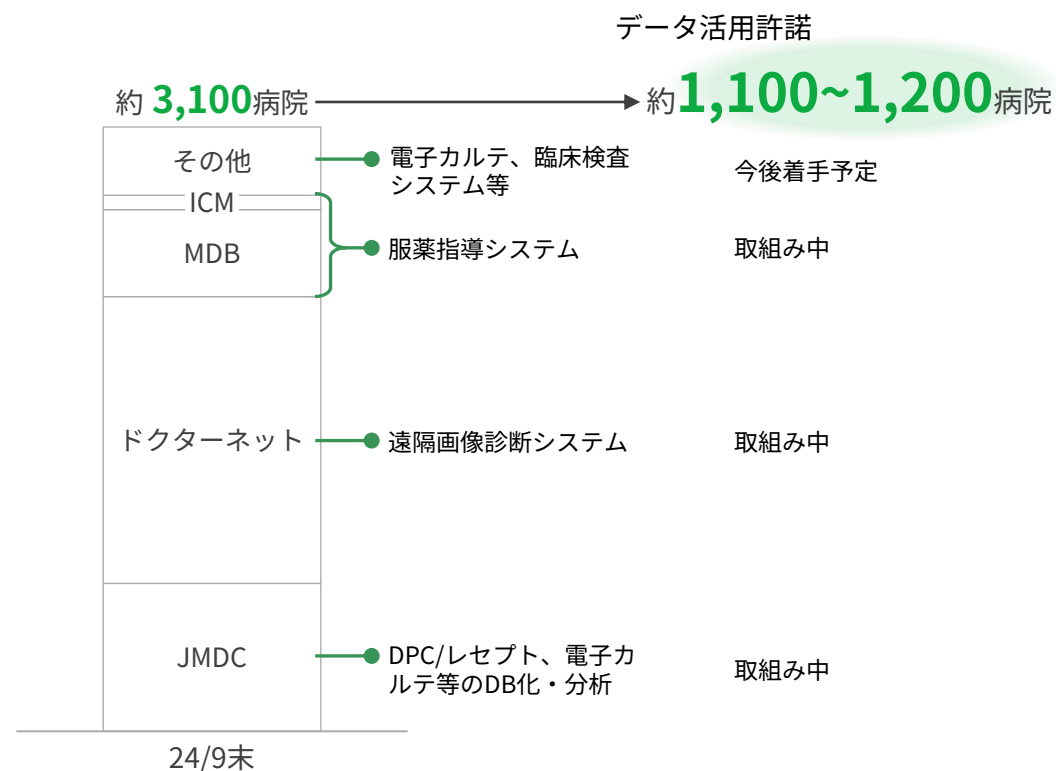 データ活用許諾
約 3,100病院
約1,100~1,200病院
その他
電子カルテ、臨床検査
システム等
今後着手予定
ICM
MDB
服薬指導システム
取組み中
ドクターネット
遠隔画像診断システム
取組み中
JMDC
DPC/レセプト、電子カ
ルテ等のDB化・分析
取組み中
24/9末